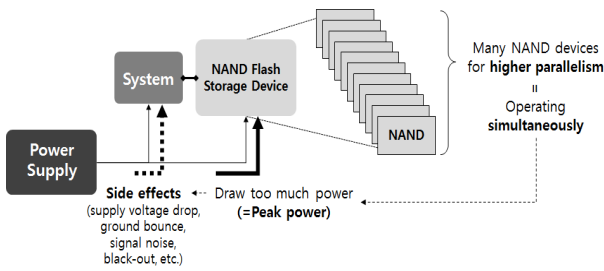 System
NAND Flash
Storage Device
NAND
Many NAND devices
for higher parallelism
=
Operating
simultaneously
Power
Supply
Side effects
(supply voltage drop,
ground bounce,
signal noise,
black-out, etc.)
Draw too much power
(=Peak power)